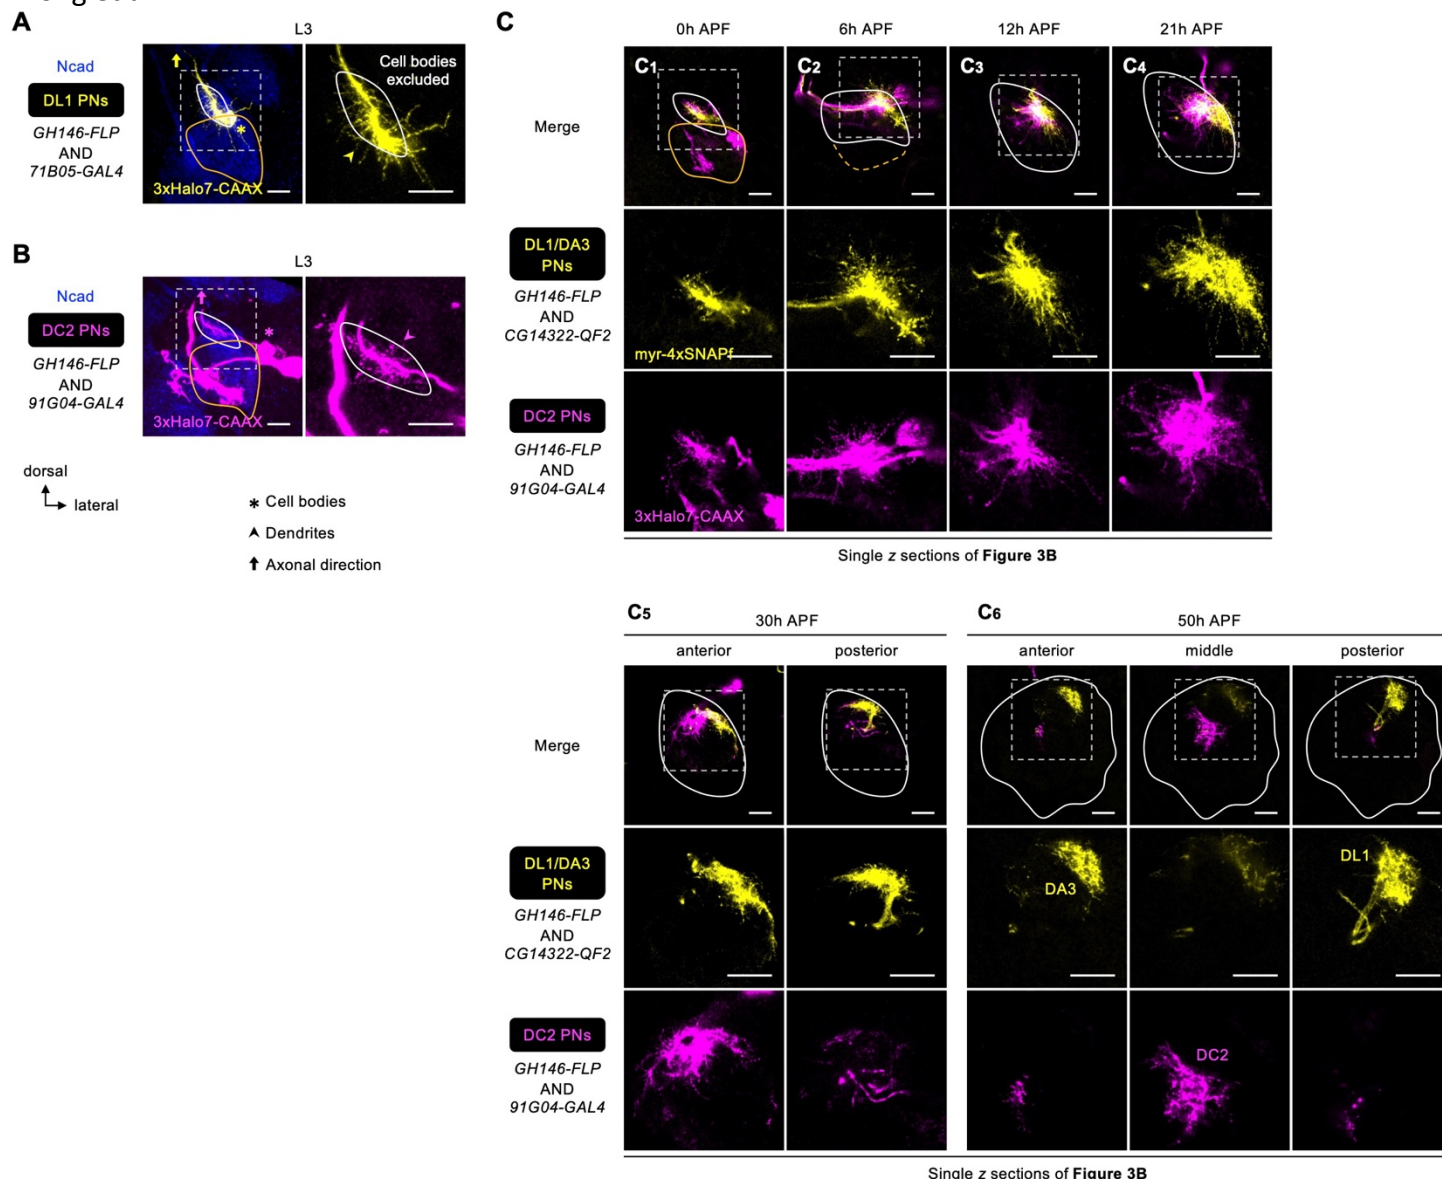 A
L3
Ncad
DL1 PNs
GH146-FLP
AND
71B05-GAL4
3xHalo7-CAAX
*
Cell bodies
excluded
B
L3
Ncad
DC2 PNs
GH146-FLP
AND
91G04-GAL4
3xHalo7-CAAX
*
dorsal
lateral
* Cell bodies
Dendrites
Axonal direction
C
0h APF
6h APF
12h APF
21h APF
C1
C2
C3
C4
Merge
DL1/DA3
PNs
GH146-FLP
AND
CG14322-QF2
myr-4xSNAPf
DC2 PNs
GH146-FLP
AND
91G04-GAL4
3xHalo7-CAAX
Single z sections of Figure 3B
C5
30h APF
anterior
posterior
C6
50h APF
anterior
middle
posterior
Merge
DL1/DA3
PNs
GH146-FLP
AND
CG14322-QF2
DA3
DL1
DC2 PNs
GH146-FLP
AND
91G04-GAL4
DC2
Single z sections of Figure 3B